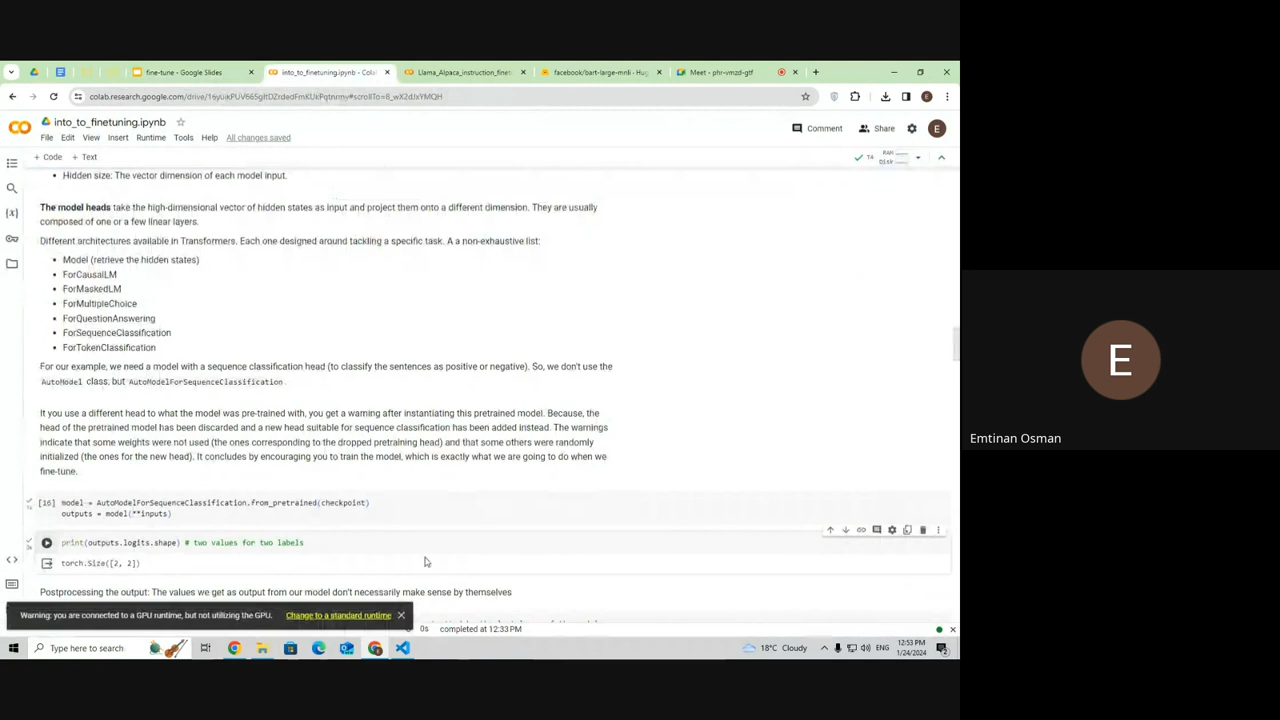 fine-tune - Google Slides
into_to_finetuning.ipynb - Colab
Llama_Alpaca_instruction_finet
facebook/bart-large-mnli · Hug
Meet - phr-vmzd-gtf
into_to_finetuning.ipynb
File Edit View Insert Runtime Tools Help All changes saved
Comment
Share
E
+ Code + Text
T4
RAM
Disk
Hidden size: The vector dimension of each model input.
The model heads take the high-dimensional vector of hidden states as input and project them onto a different dimension. They are usually
composed of one or a few linear layers.
Different architectures available in Transformers. Each one designed around tackling a specific task. A a non-exhaustive list:
Model (retrieve the hidden states)
ForCausalLM
ForMaskedLM
ForMultipleChoice
ForQuestionAnswering
ForSequenceClassification
ForTokenClassification
For our example, we need a model with a sequence classification head (to classify the sentences as positive or negative). So, we don't use the
AutoModel class, but AutoModelForSequenceClassification
It you use a different head to what the model was pre-trained with, you get a warning after instantiating this pretrained model. Because, the
head of the pretrained model has been discarded and a new head suitable for sequence classification has been added instead. The warnings
indicate that some weights were not used (the ones corresponding to the dropped pretraining head) and that some others were randomly
initialized (the ones for the new head). It concludes by encouraging you to train the model, which is exactly what we are going to do when we
fine-tune.
[16] model = AutoModelForSequenceClassification.from_pretrained(checkpoint)
outputs = model(**inputs)
print(outputs.logits.shape) # two values for two labels
torch.Size([2, 2])
Postprocessing the output: The values we get as output from our model don't necessarily make sense by themselves
Warning: you are connected to a GPU runtime, but not utilizing the GPU. Change to a standard runtime
0s completed at 12:33 PM
Type here to search
18°C Cloudy
ENG
12:53 PM
1/24/2024
E
Emtinan Osman